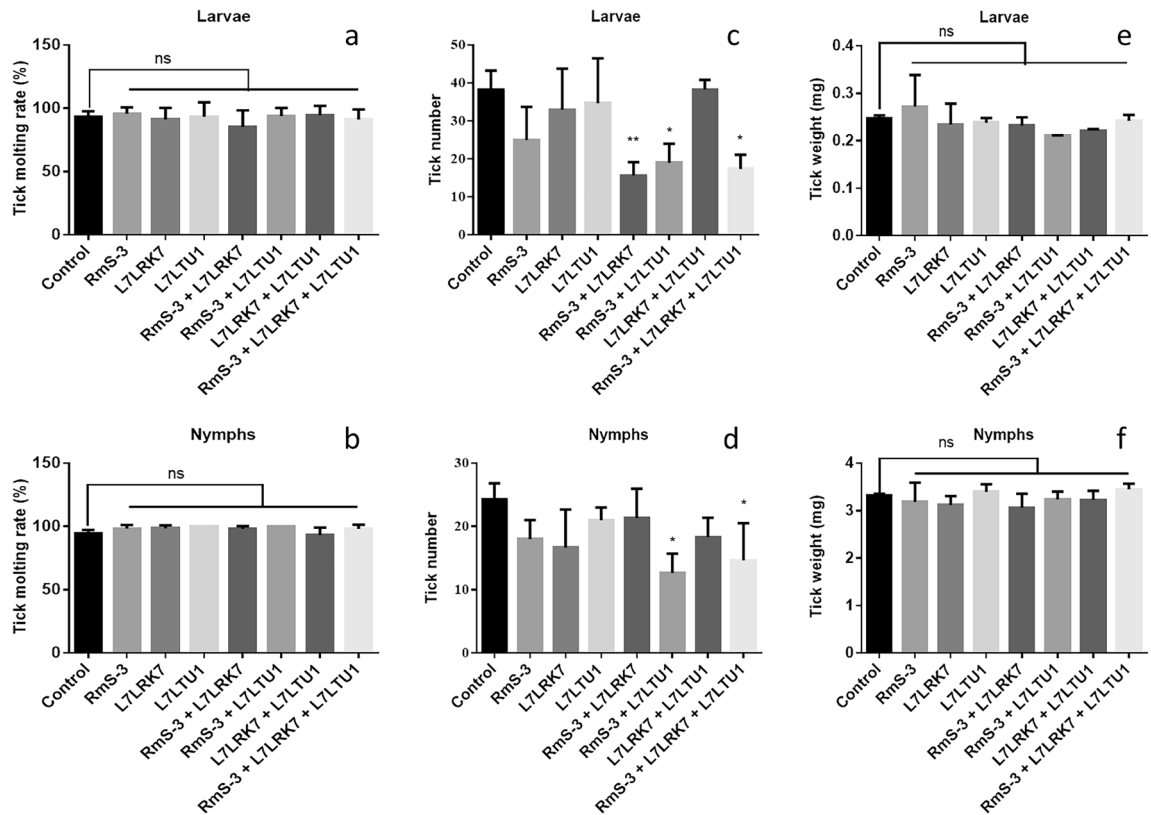 Larvae
a
Tick molting rate (%)
150
100
50
0
ns
Control
RmS-3
L7LRK7
L7LTU1
RmS-3 + L7LRK7
RmS-3 + L7LTU1
L7LRK7 + L7LTU1
RmS-3 + L7LRK7 + L7LTU1
Larvae
c
Tick number
50
40
30
20
10
0
**
*
*
Control
RmS-3
L7LRK7
L7LTU1
RmS-3 + L7LRK7
RmS-3 + L7LTU1
L7LRK7 + L7LTU1
RmS-3 + L7LRK7 + L7LTU1
Larvae
e
Tick weight (mg)
0.4
0.3
0.2
0.1
0.0
ns
Control
RmS-3
L7LRK7
L7LTU1
RmS-3 + L7LRK7
RmS-3 + L7LTU1
L7LRK7 + L7LTU1
RmS-3 + L7LRK7 + L7LTU1
Nymphs
b
Tick molting rate (%)
150
100
50
0
ns
Control
RmS-3
L7LRK7
L7LTU1
RmS-3 + L7LRK7
RmS-3 + L7LTU1
L7LRK7 + L7LTU1
RmS-3 + L7LRK7 + L7LTU1
Nymphs
d
Tick number
30
20
10
0
*
*
Control
RmS-3
L7LRK7
L7LTU1
RmS-3 + L7LRK7
RmS-3 + L7LTU1
L7LRK7 + L7LTU1
RmS-3 + L7LRK7 + L7LTU1
Nymphs
f
Tick weight (mg)
4
3
2
1
0
ns
Control
RmS-3
L7LRK7
L7LTU1
RmS-3 + L7LRK7
RmS-3 + L7LTU1
L7LRK7 + L7LTU1
RmS-3 + L7LRK7 + L7LTU1